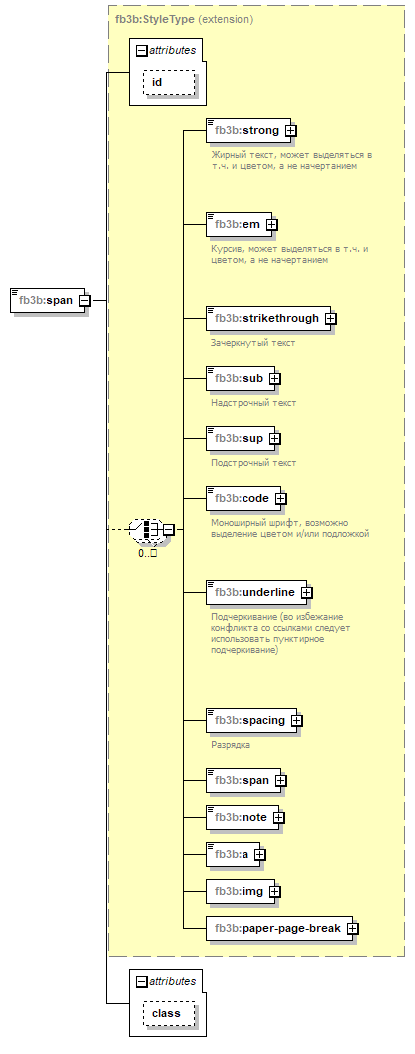 fb3b:StyleType (extension)
attributes
id
fb3b:strong
Жирный текст, может выделяться в
т.ч. и цветом, а не начертанием
fb3b:em
Курсив, может выделяться в т.ч. и
цветом, а не начертанием
fb3b:span
fb3b:strikethrough
Зачеркнутый текст
fb3b:sub
Надстрочный текст
fb3b:sup
Подстрочный текст
fb3b:code
Моноширный шрифт, возможно
выделение цветом и/или подложкой
0..▯
fb3b:underline
Подчеркивание (во избежание
конфликта со ссылками следует
использовать пунктирное
подчеркивание)
fb3b:spacing
Разрядка
fb3b:span
fb3b:note
fb3b:a
fb3b:img
fb3b:paper-page-break
attributes
class